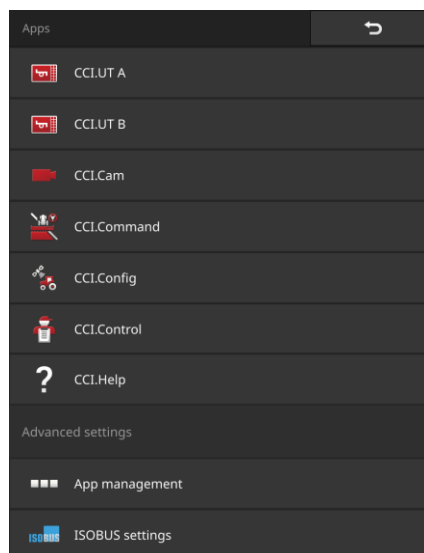 Apps
CCI.UT A
CCI.UT B
CCI.Cam
CCI.Command
CCI.Config
CCI.Control
? CCI.Help
Advanced settings
App management
ISOBUS ISOBUS settings